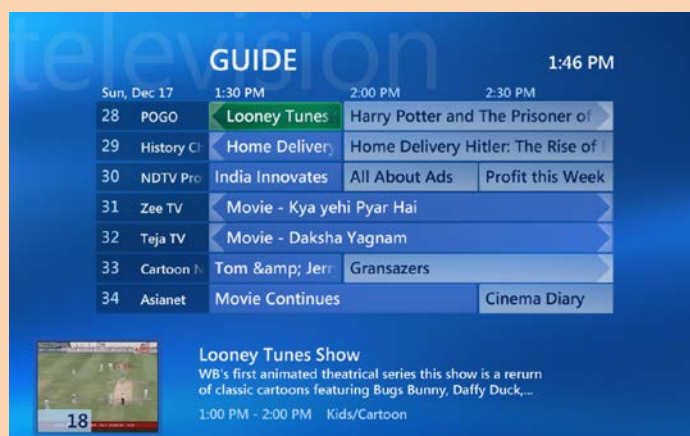 television
GUIDE 1:46 PM
Sun, Dec 17 1:30 PM 2:00 PM 2:30 PM
28 POGO Looney Tunes Harry Potter and The Prisoner of
29 History Ch Home Delivery Home Delivery Hitler: The Rise of
30 NDTV Pro India Innovates All About Ads Profit this Week
31 Zee TV Movie - Kya yehi Pyar Hai
32 Teja TV Movie - Daksha Yagnam
33 Cartoon N Tom &amp; Jerr Gransazers
34 Asianet Movie Continues Cinema Diary
Looney Tunes Show
WB's first animated theatrical series this show is a rerurn
of classic cartoons featuring Bugs Bunny, Daffy Duck,...
18
1:00 PM - 2:00 PM Kids/Cartoon